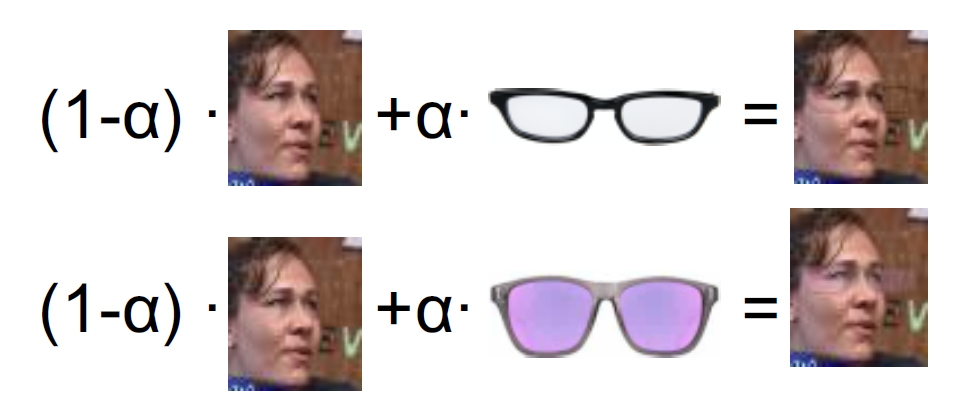 (1-α) · +α· =
(1-α) · +α· =